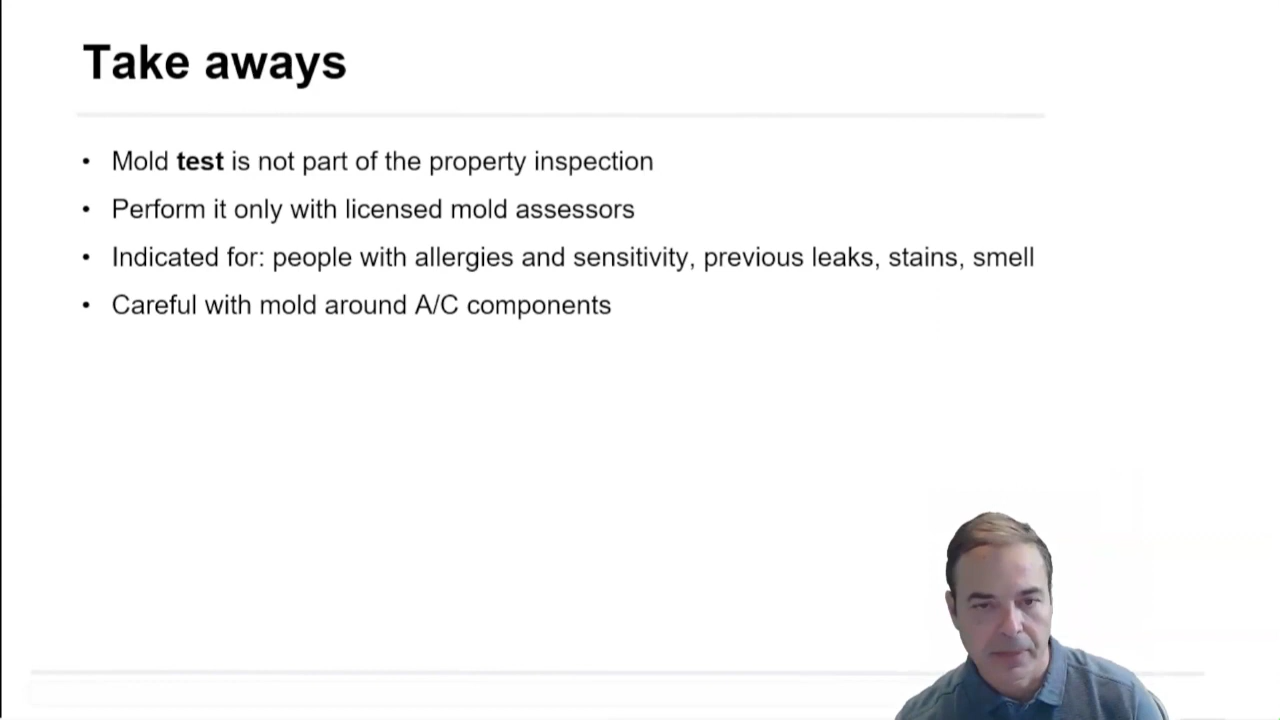 Take aways
• Mold test is not part of the property inspection
• Perform it only with licensed mold assessors
• Indicated for: people with allergies and sensitivity, previous leaks, stains, smell
• Careful with mold around A/C components